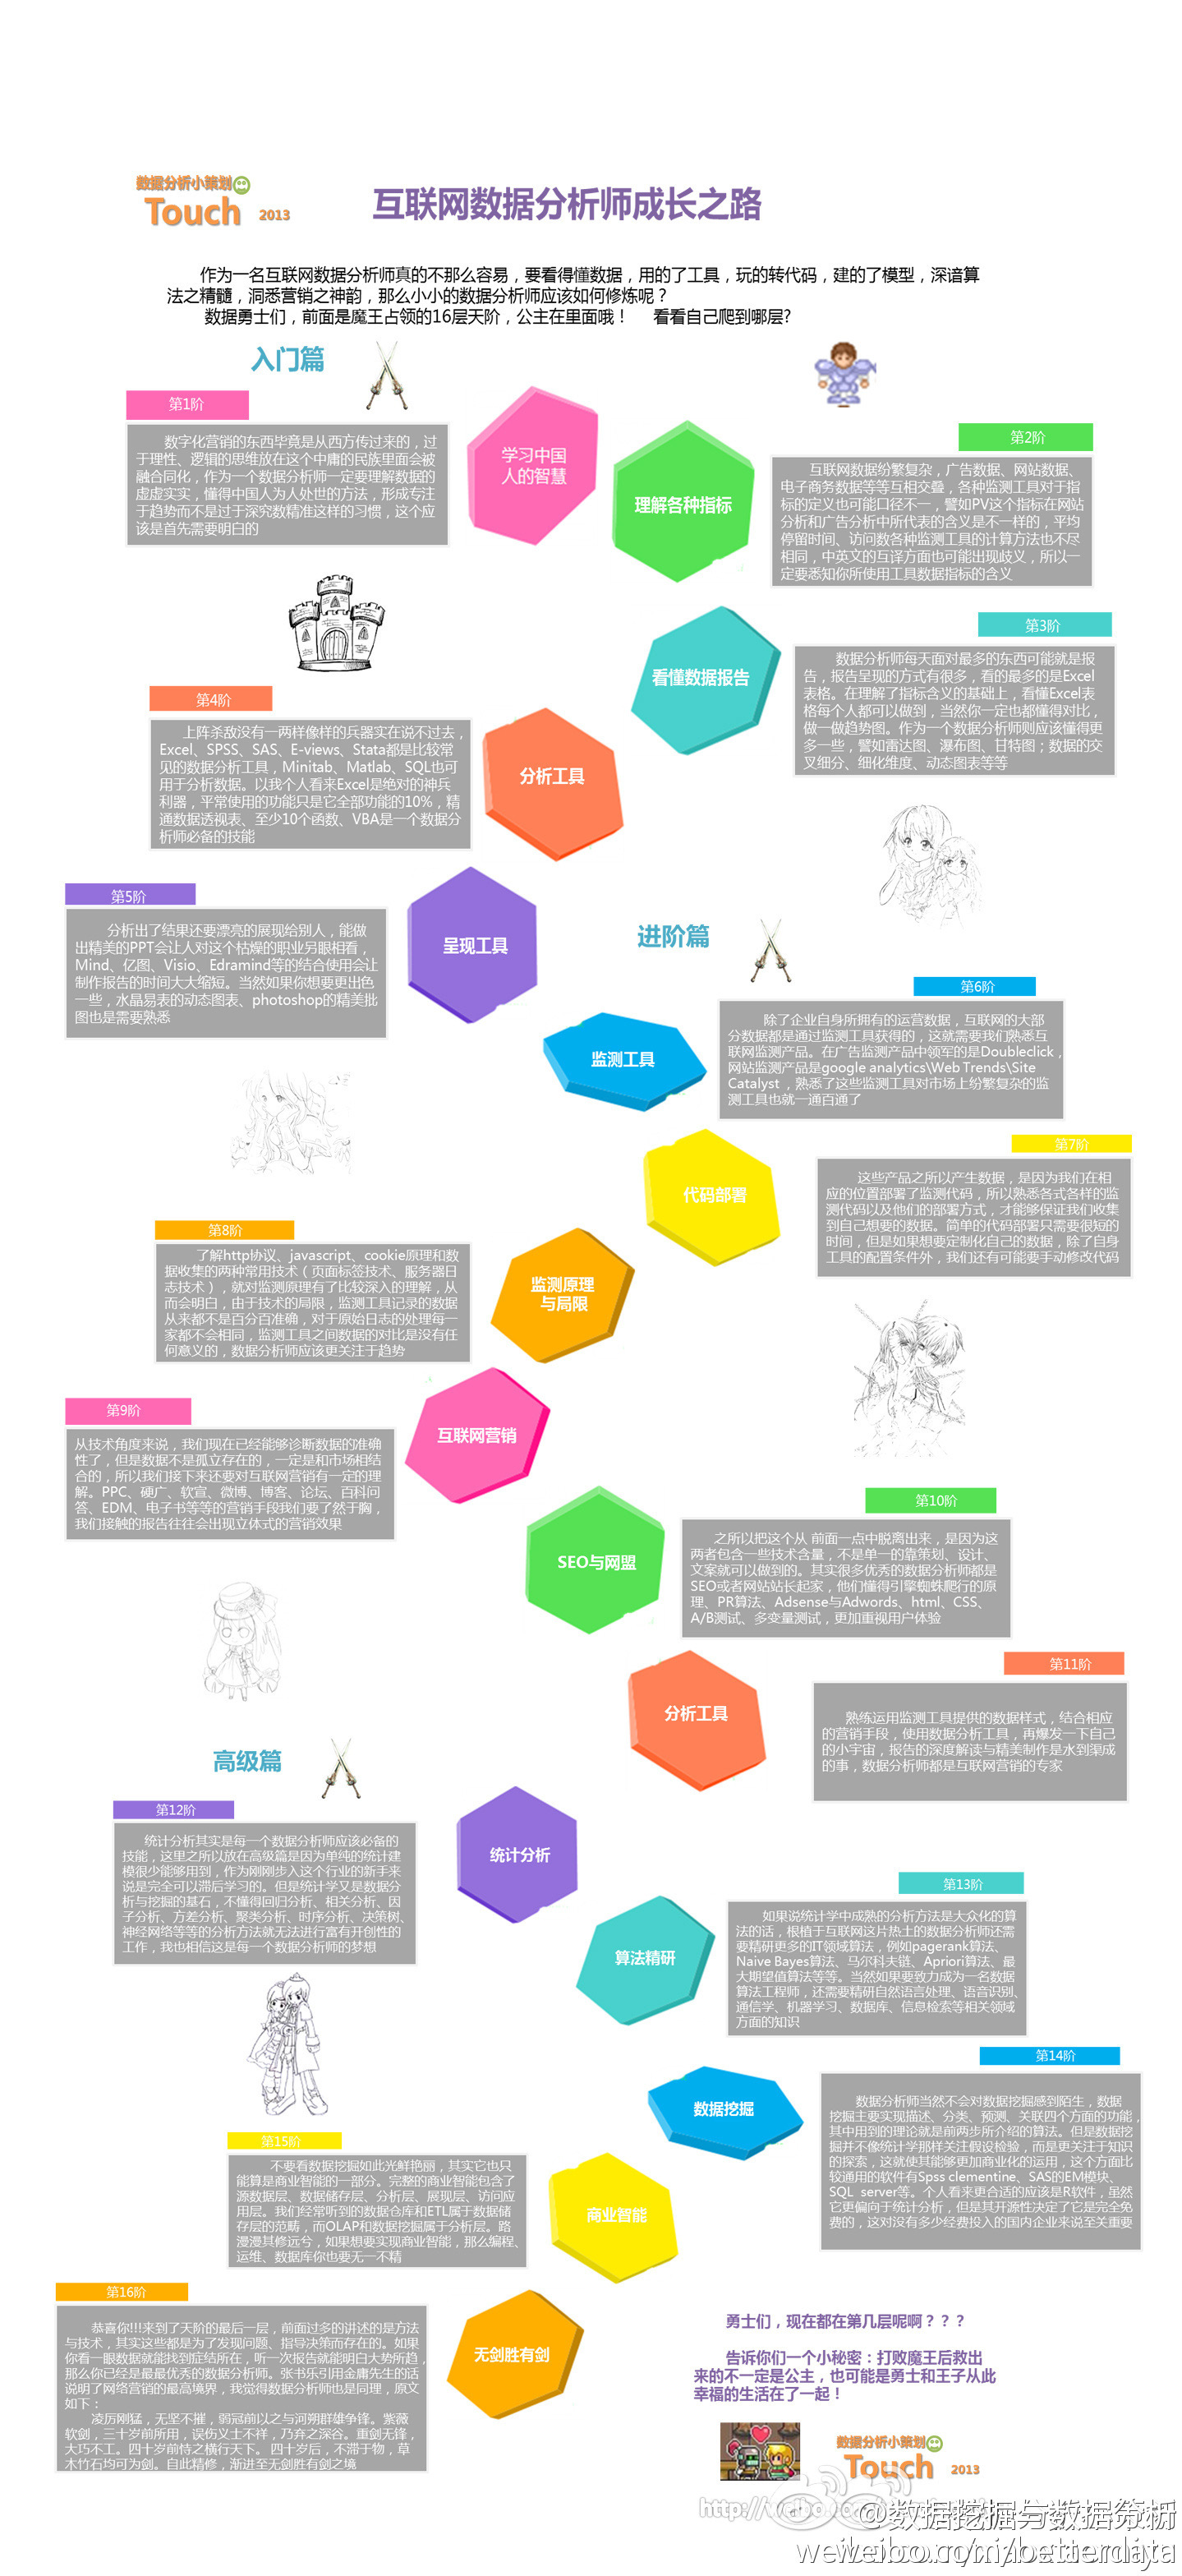 数据分析小策划
Touch 2013
互联网数据分析师成长之路
作为一名互联网数据分析师真的不那么容易，要看得懂数据，用的了工具，玩的转代码，建的了模型，深谙算
法之精髓，洞悉营销之神韵，那么小小的数据分析师应该如何修炼呢？
数据勇士们，前面是魔王占领的16层天阶，公主在里面哦！ 看看自己爬到哪层?
入门篇
第1阶
数字化营销的东西毕竟是从西方传过来的，过
于理性、逻辑的思维放在这个中庸的民族里面会被
融合同化，作为一个数据分析师一定要理解数据的
虚虚实实，懂得中国人为人处世的方法，形成专注
于趋势而不是过于深究数精准这样的习惯，这个应
该是首先需要明白的
学习中国
人的智慧
第2阶
理解各种指标
互联网数据纷繁复杂，广告数据、网站数据、
电子商务数据等等互相交叠，各种监测工具对于指
标的定义也可能口径不一，譬如PV这个指标在网站
分析和广告分析中所代表的含义是不一样的，平均
停留时间、访问数各种监测工具的计算方法也不尽
相同，中英文的互译方面也可能出现歧义，所以一
定要悉知你所使用工具数据指标的含义
第3阶
看懂数据报告
数据分析师每天面对最多的东西可能就是报
告，报告呈现的方式有很多，看的最多的是Excel
表格。在理解了指标含义的基础上，看懂Excel表
格每个人都可以做到，当然你一定也都懂得对比，
做一做趋势图。作为一个数据分析师则应该懂得更
多一些，譬如雷达图、瀑布图、甘特图；数据的交
叉细分、细化维度、动态图表等等
第4阶
上阵杀敌没有一两样像样的兵器实在说不过去，
Excel、SPSS、SAS、E-views、Stata都是比较常
见的数据分析工具，Minitab、Matlab、SQL也可
用于分析数据。以我个人看来Excel是绝对的神兵
利器，平常使用的功能只是它全部功能的10%，精
通数据透视表、至少10个函数、VBA是一个数据分
析师必备的技能
分析工具
第5阶
分析出了结果还要漂亮的展现给别人，能做
出精美的PPT会让人对这个枯燥的职业另眼相看，
Mind、亿图、Visio、Edramind等的结合使用会让
制作报告的时间大大缩短。当然如果你想要更出色
一些，水晶易表的动态图表、photoshop的精美批
图也是需要熟悉
呈现工具
进阶篇
第6阶
监测工具
除了企业自身所拥有的运营数据，互联网的大部
分数据都是通过监测工具获得的，这就需要我们熟悉互
联网监测产品。在广告监测产品中领军的是Doubleclick，
网站监测产品是google analytics\Web Trends\Site
Catalyst ，熟悉了这些监测工具对市场上纷繁复杂的监
测工具也就一通百通了
第7阶
代码部署
这些产品之所以产生数据，是因为我们在相
应的位置部署了监测代码，所以熟悉各式各样的监
测代码以及他们的部署方式，才能够保证我们收集
到自己想要的数据。简单的代码部署只需要很短的
时间，但是如果想要定制化自己的数据，除了自身
工具的配置条件外，我们还有可能要手动修改代码
第8阶
了解http协议、javascript、cookie原理和数
据收集的两种常用技术（页面标签技术、服务器日
志技术），就对监测原理有了比较深入的理解，从
而会明白，由于技术的局限，监测工具记录的数据
从来都不是百分百准确，对于原始日志的处理每一
家都不会相同，监测工具之间数据的对比是没有任
何意义的，数据分析师应该更关注于趋势
监测原理
与局限
第9阶
从技术角度来说，我们现在已经能够诊断数据的准确
性了，但是数据不是孤立存在的，一定是和市场相结
合的，所以我们接下来还要对互联网营销有一定的理
解。PPC、硬广、软宣、微博、博客、论坛、百科问
答、EDM、电子书等等的营销手段我们要了然于胸，
我们接触的报告往往会出现立体式的营销效果
互联网营销
第10阶
SEO与网盟
之所以把这个从 前面一点中脱离出来，是因为这
两者包含一些技术含量，不是单一的靠策划、设计、
文案就可以做到的。其实很多优秀的数据分析师都是
SEO或者网站站长起家，他们懂得引擎蜘蛛爬行的原
理、PR算法、Adsense与Adwords、html、CSS、
A/B测试、多变量测试，更加重视用户体验
第11阶
分析工具
熟练运用监测工具提供的数据样式，结合相应
的营销手段，使用数据分析工具，再爆发一下自己
的小宇宙，报告的深度解读与精美制作是水到渠成
的事，数据分析师都是互联网营销的专家
高级篇
第12阶
统计分析其实是每一个数据分析师应该必备的
技能，这里之所以放在高级篇是因为单纯的统计建
模很少能够用到，作为刚刚步入这个行业的新手来
说是完全可以滞后学习的。但是统计学又是数据分
析与挖掘的基石，不懂得回归分析、相关分析、因
子分析、方差分析、聚类分析、时序分析、决策树、
神经网络等等的分析方法就无法进行富有开创性的
工作，我也相信这是每一个数据分析师的梦想
统计分析
第13阶
算法精研
如果说统计学中成熟的分析方法是大众化的算
法的话，根植于互联网这片热土的数据分析师还需
要精研更多的IT领域算法，例如pagerank算法、
Naive Bayes算法、马尔科夫链、Apriori算法、最
大期望值算法等等。当然如果要致力成为一名数据
算法工程师，还需要精研自然语言处理、语音识别、
通信学、机器学习、数据库、信息检索等相关领域
方面的知识
第14阶
数据挖掘
数据分析师当然不会对数据挖掘感到陌生，数据
挖掘主要实现描述、分类、预测、关联四个方面的功能，
其中用到的理论就是前两步所介绍的算法。但是数据挖
掘并不像统计学那样关注假设检验，而是更关注于知识
的探索，这就使其能够更加商业化的运用，这个方面比
较通用的软件有Spss clementine、SAS的EM模块、
SQL server等。个人看来更合适的应该是R软件，虽然
它更偏向于统计分析，但是其开源性决定了它是完全免
费的，这对没有多少经费投入的国内企业来说至关重要
第15阶
不要看数据挖掘如此光鲜艳丽，其实它也只
能算是商业智能的一部分。完整的商业智能包含了
源数据层、数据储存层、分析层、展现层、访问应
用层。我们经常听到的数据仓库和ETL属于数据储
存层的范畴，而OLAP和数据挖掘属于分析层。路
漫漫其修远兮，如果想要实现商业智能，那么编程、
运维、数据库你也要无一不精
商业智能
第16阶
恭喜你!!!来到了天阶的最后一层，前面过多的讲述的是方法
与技术，其实这些都是为了发现问题、指导决策而存在的。如果
你看一眼数据就能找到症结所在，听一次报告就能明白大势所趋，
那么你已经是最最优秀的数据分析师。张书乐引用金庸先生的话
说明了网络营销的最高境界，我觉得数据分析师也是同理，原文
如下：
凌厉刚猛，无坚不摧，弱冠前以之与河朔群雄争锋。紫薇
软剑，三十岁前所用，误伤义士不祥，乃弃之深谷。重剑无锋，
大巧不工。四十岁前恃之横行天下。 四十岁后，不滞于物，草
木竹石均可为剑。自此精修，渐进至无剑胜有剑之境
无剑胜有剑
勇士们，现在都在第几层呢啊？？？
告诉你们一个小秘密：打败魔王后救出
来的不一定是公主，也可能是勇士和王子从此
幸福的生活在了一起！
数据分析小策划
Touch 2013
http://weibo.co
@数据挖掘与数据分析